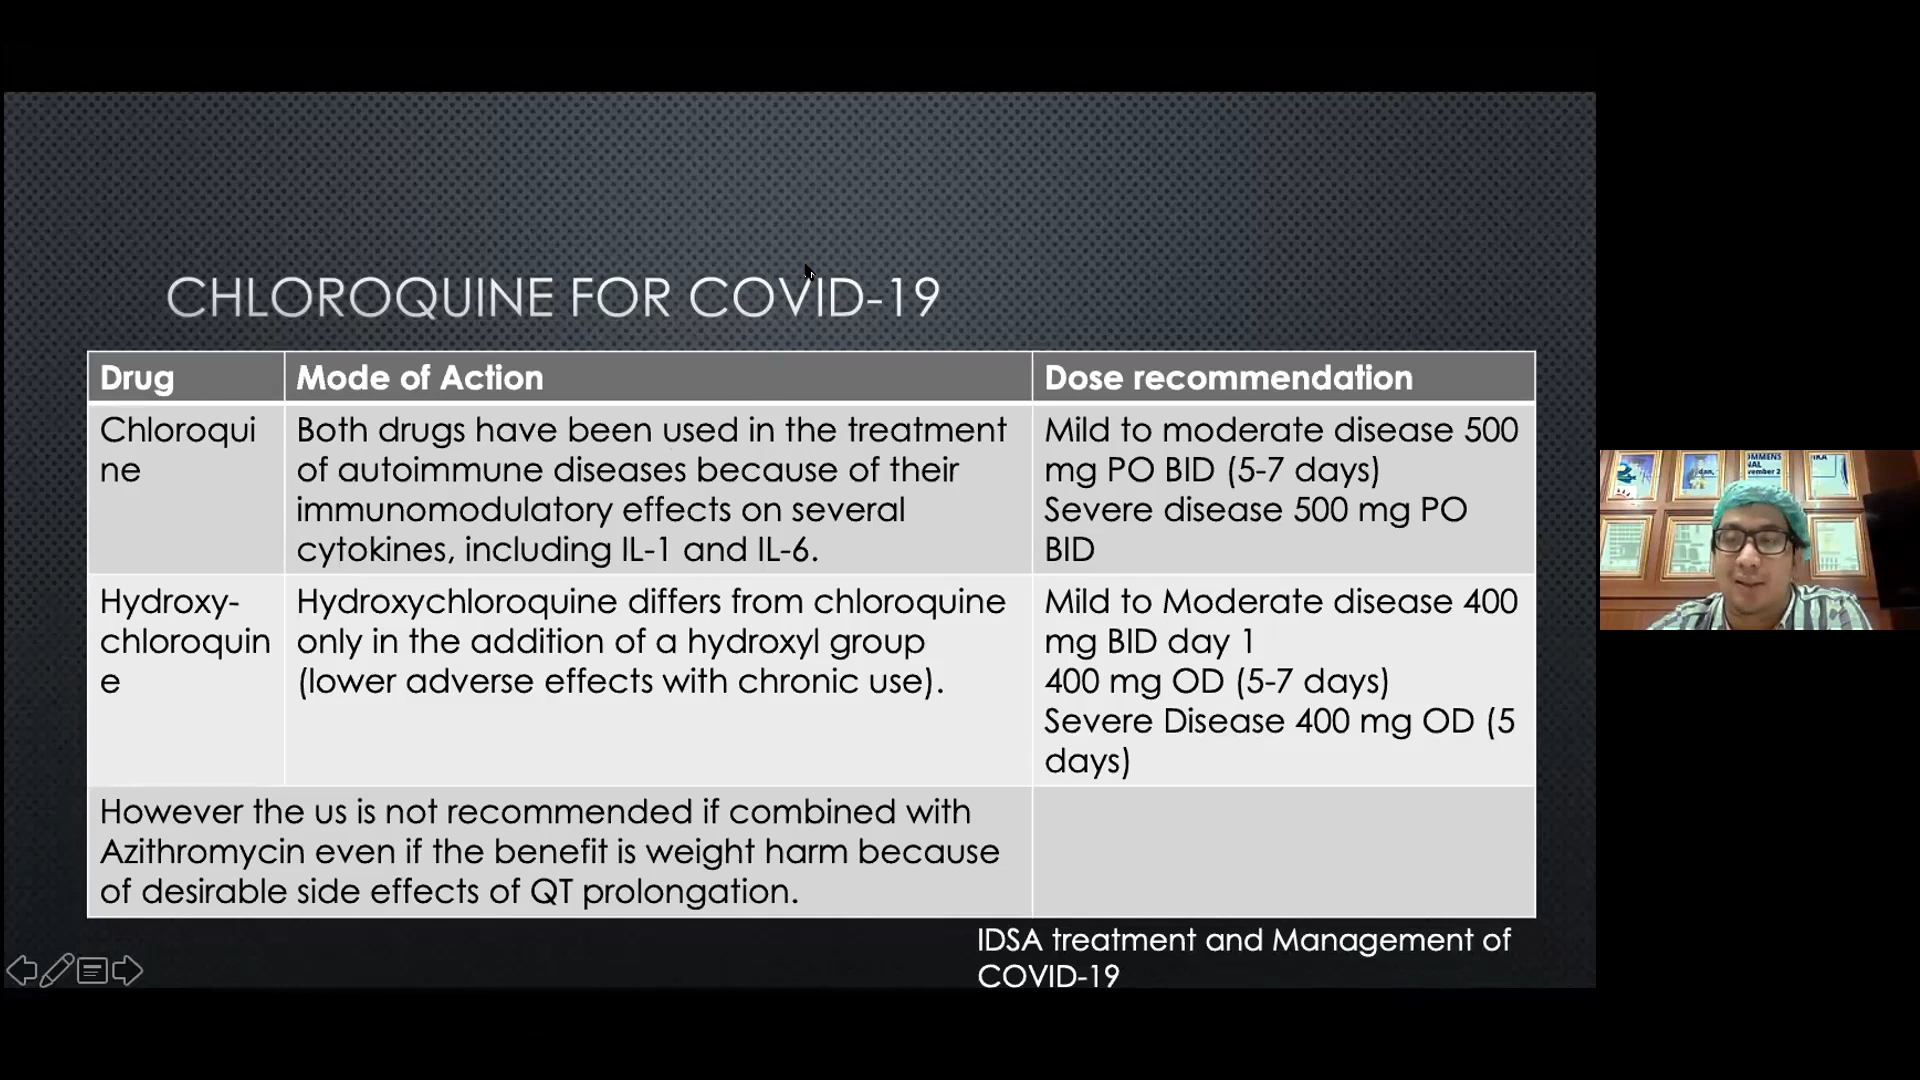 CHLOROQUINE FOR COVID-19
Drug
Mode of Action
Dose recommendation
Chloroqui
ne
Both drugs have been used in the treatment
of autoimmune diseases because of their
immunomodulatory effects on several
cytokines, including IL-1 and IL-6.
Mild to moderate disease 500
mg PO BID (5-7 days)
Severe disease 500 mg PO
BID
Hydroxy-
chloroquin
e
Hydroxychloroquine differs from chloroquine
only in the addition of a hydroxyl group
(lower adverse effects with chronic use).
Mild to Moderate disease 400
mg BID day 1
400 mg OD (5-7 days)
Severe Disease 400 mg OD (5
days)
However the us is not recommended if combined with
Azithromycin even if the benefit is weight harm because
of desirable side effects of QT prolongation.
IDSA treatment and Management of
COVID-19